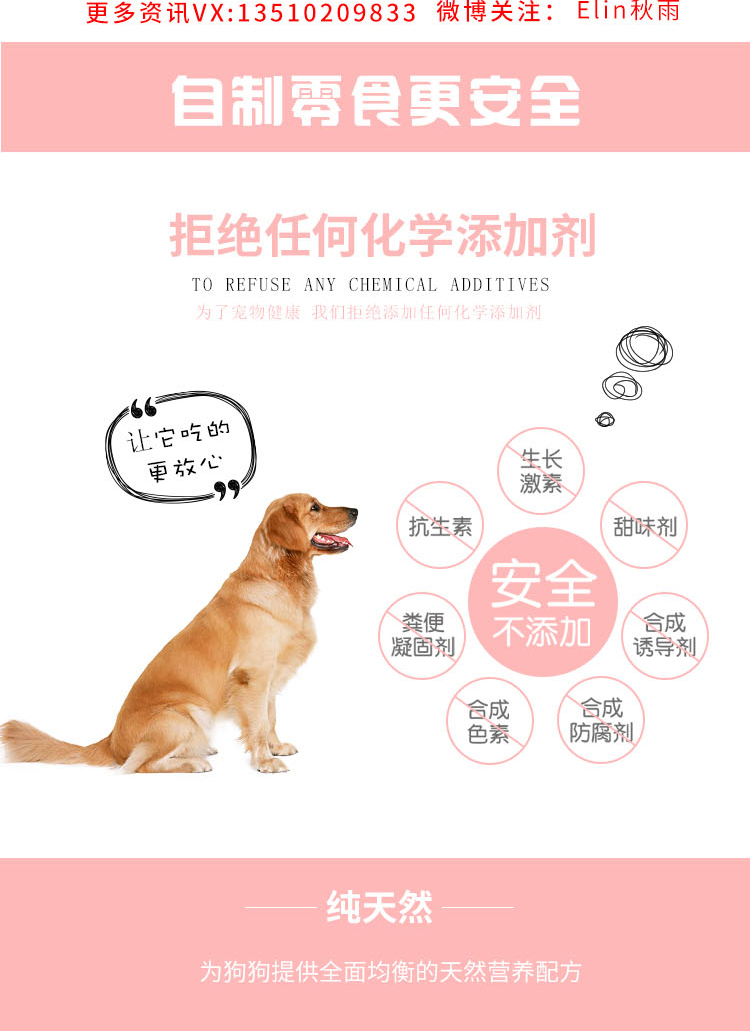 更多资讯VX:13510209833 微博关注： Elin秋雨
自制零食更安全
拒绝任何化学添加剂
TO REFUSE ANY CHEMICAL ADDITIVES
为了宠物健康 我们拒绝添加任何化学添加剂
让它吃的
更放心
生长
激素
抗生素
甜味剂
安全
不添加
粪便
凝固剂
合成
诱导剂
合成
色素
合成
防腐剂
纯天然
为狗狗提供全面均衡的天然营养配方